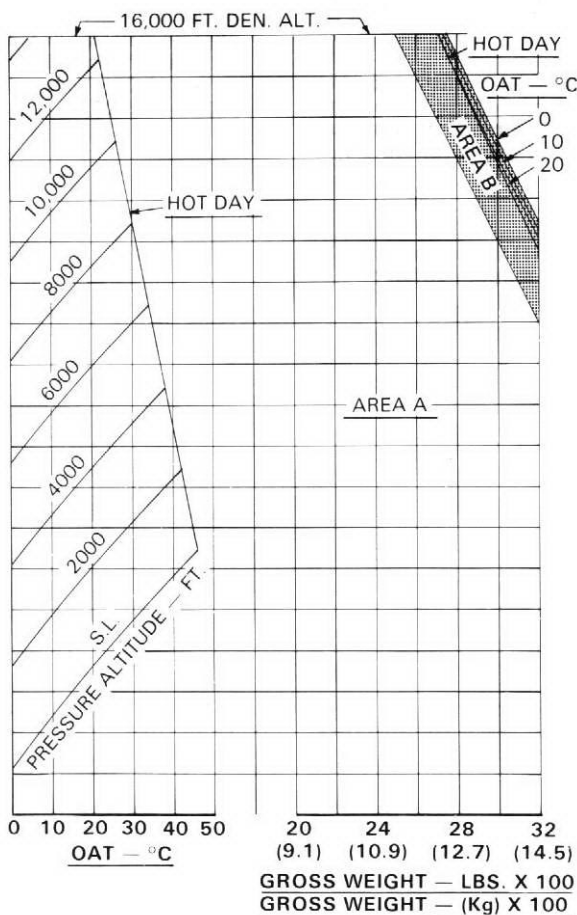 16,000 FT. DEN. ALT.
HOT DAY
OAT — °C
0
10
20
AREA B
12,000
10,000
HOT DAY
8000
6000
AREA A
4000
2000
S.L.
PRESSURE ALTITUDE — FT.
0 10 20 30 40 50
OAT — °C
20 24 28 32
(9.1) (10.9) (12.7) (14.5)
GROSS WEIGHT — LBS. X 100
GROSS WEIGHT — (Kg) X 100